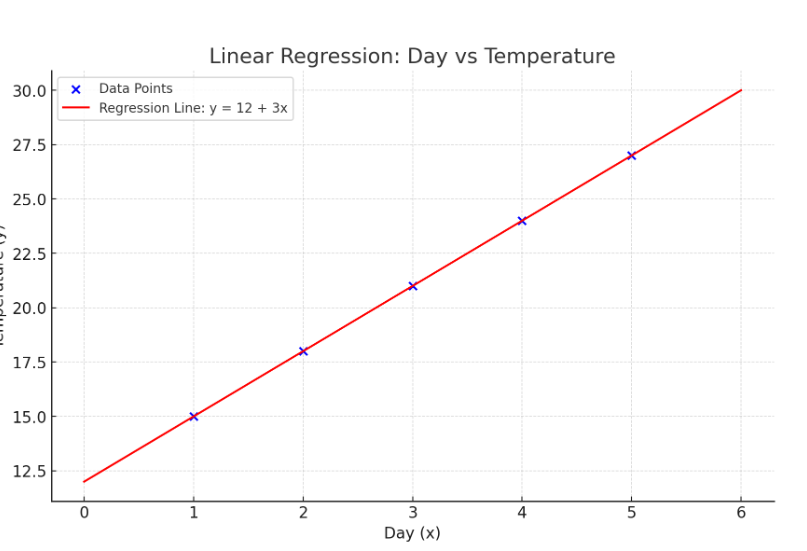 Linear Regression: Day vs Temperature
Data Points
Regression Line: y = 12 + 3x
30.0
27.5
25.0
22.5
20.0
17.5
15.0
12.5
0 1 2 3 4 5 6
Day (x)